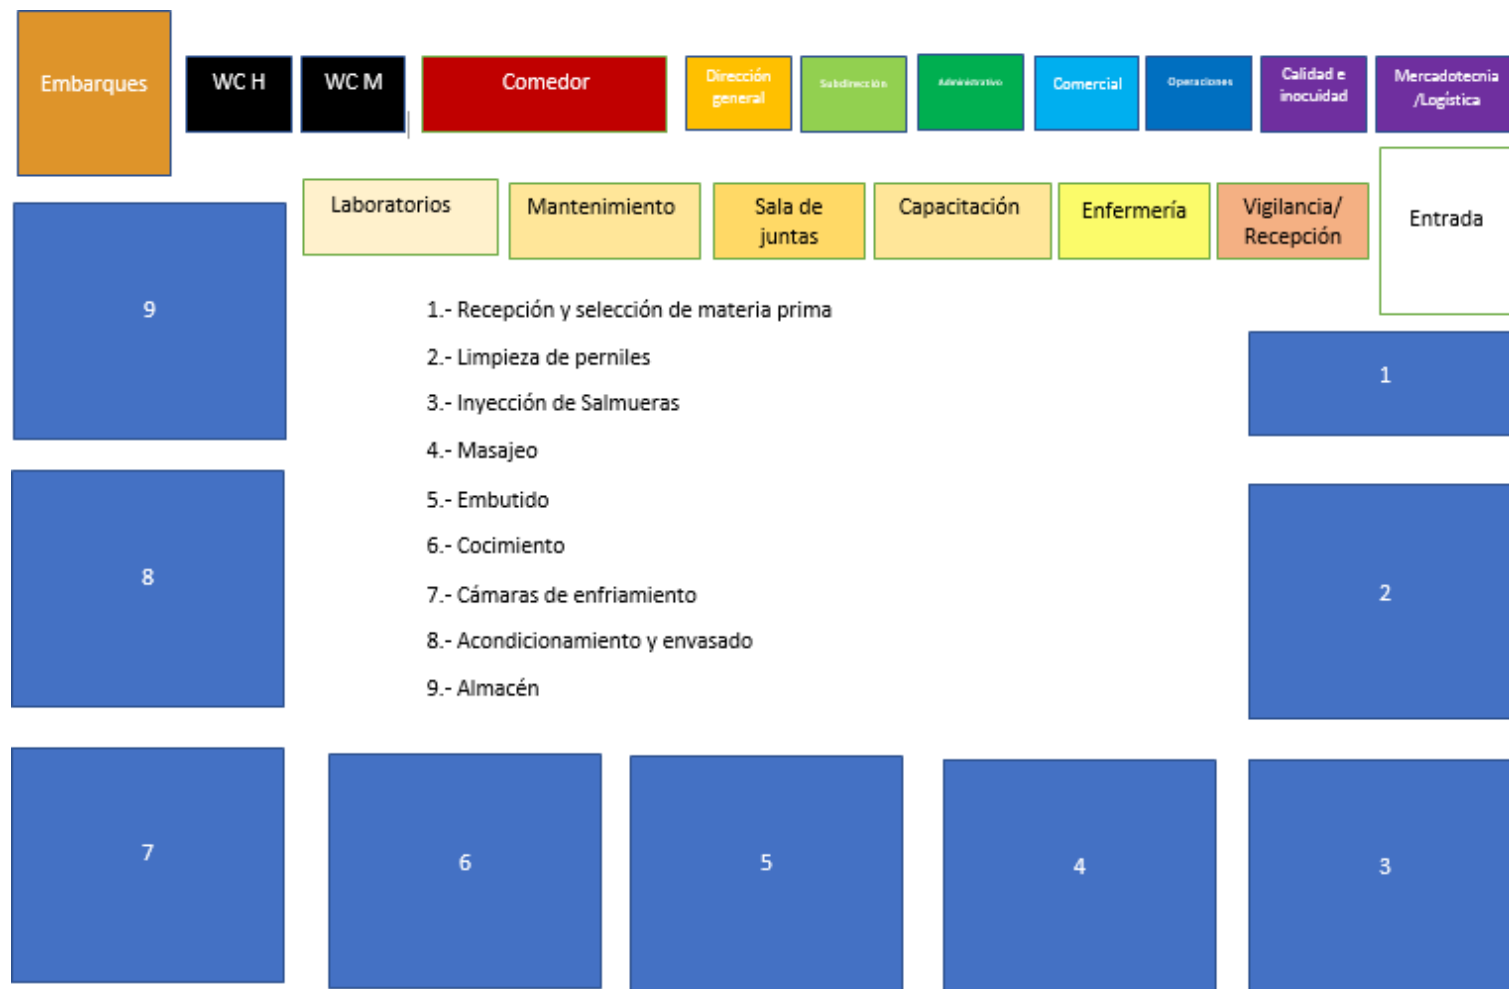 Embarques
WC H
WC M
Comedor
Dirección
general
Subdirección
Administrativo
Comercial
Operaciones
Calidad e
inocuidad
Mercadotecnia
/Logística
Laboratorios
Mantenimiento
Sala de
juntas
Capacitación
Enfermería
Vigilancia/
Recepción
Entrada
9
1.- Recepción y selección de materia prima
2.- Limpieza de perniles
3.- Inyección de Salmueras
4.- Masajeo
5.- Embutido
6.- Cocimiento
7.- Cámaras de enfriamiento
8.- Acondicionamiento y envasado
9.- Almacén
1
8
2
7
6
5
4
3